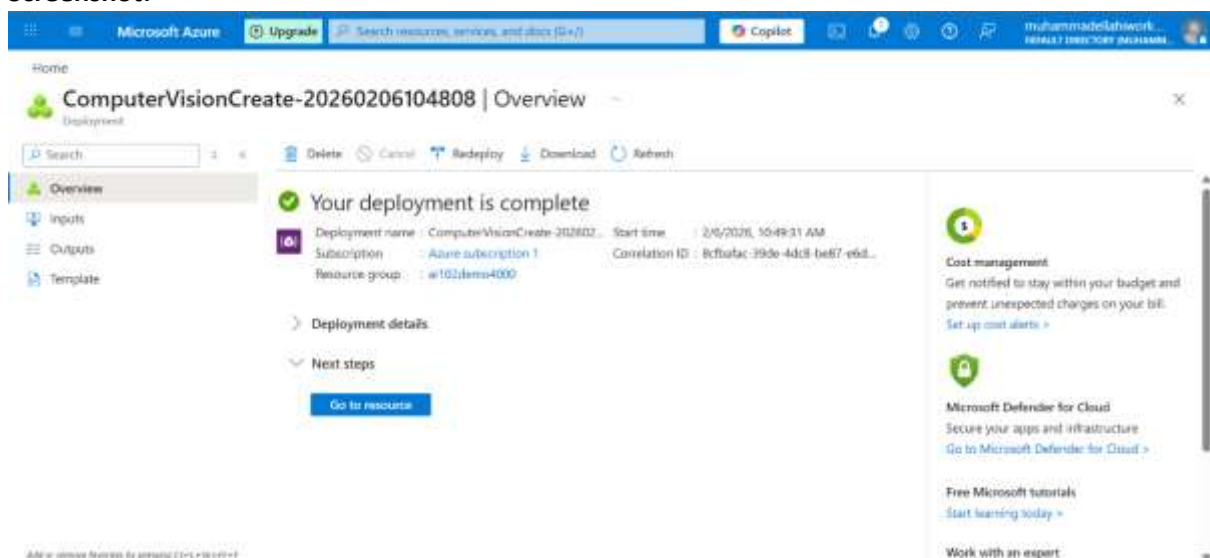 Microsoft Azure
Upgrade
Search resources, services, and docs (G+/)
Copilot
muhammadellahiwork...
DEFAULT DIRECTORY
Home
ComputerVisionCreate-20260206104808 | Overview
Deployment
Search
Delete
Cancel
Redeploy
Download
Refresh
Overview
Inputs
Outputs
Template
Your deployment is complete
Deployment name : ComputerVisionCreate-202602...
Start time : 2/6/2026, 10:49:31 AM
Subscription : Azure subscription 1
Correlation ID :
Resource group :
Deployment details
Next steps
Go to resource
Cost management
Get notified to stay within your budget and
prevent unexpected charges on your bill.
Set up cost alerts >
Microsoft Defender for Cloud
Secure your apps and infrastructure
Go to Microsoft Defender for Cloud >
Free Microsoft tutorials
Start learning today >
Work with an expert